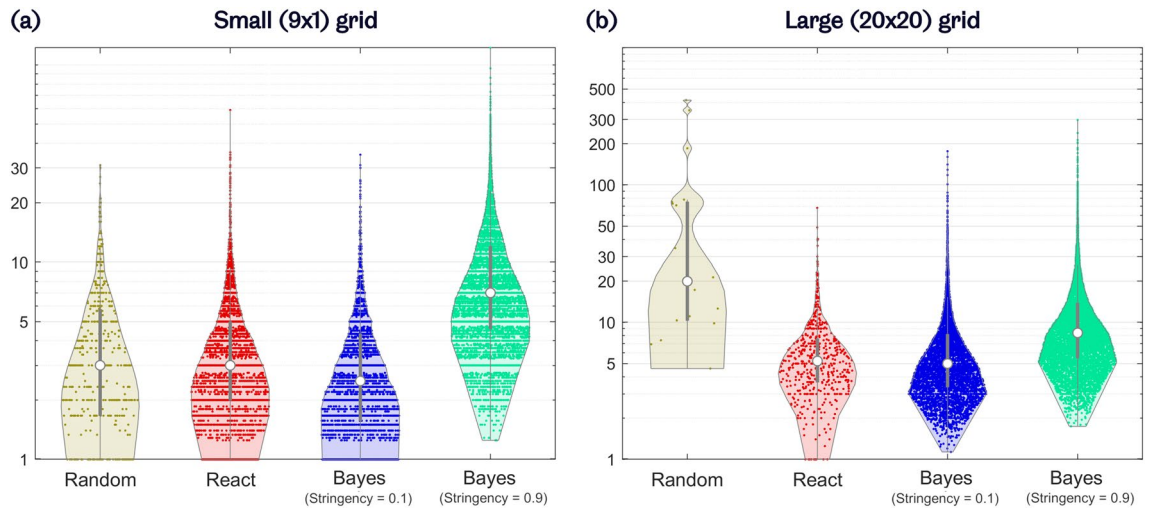 (a) Small (9x1) grid
30
20
10
5
1
Random React Bayes Bayes
(Stringency = 0.1) (Stringency = 0.9)
(b) Large (20x20) grid
500
300
200
100
50
30
20
10
5
1
Random React Bayes Bayes
(Stringency = 0.1) (Stringency = 0.9)